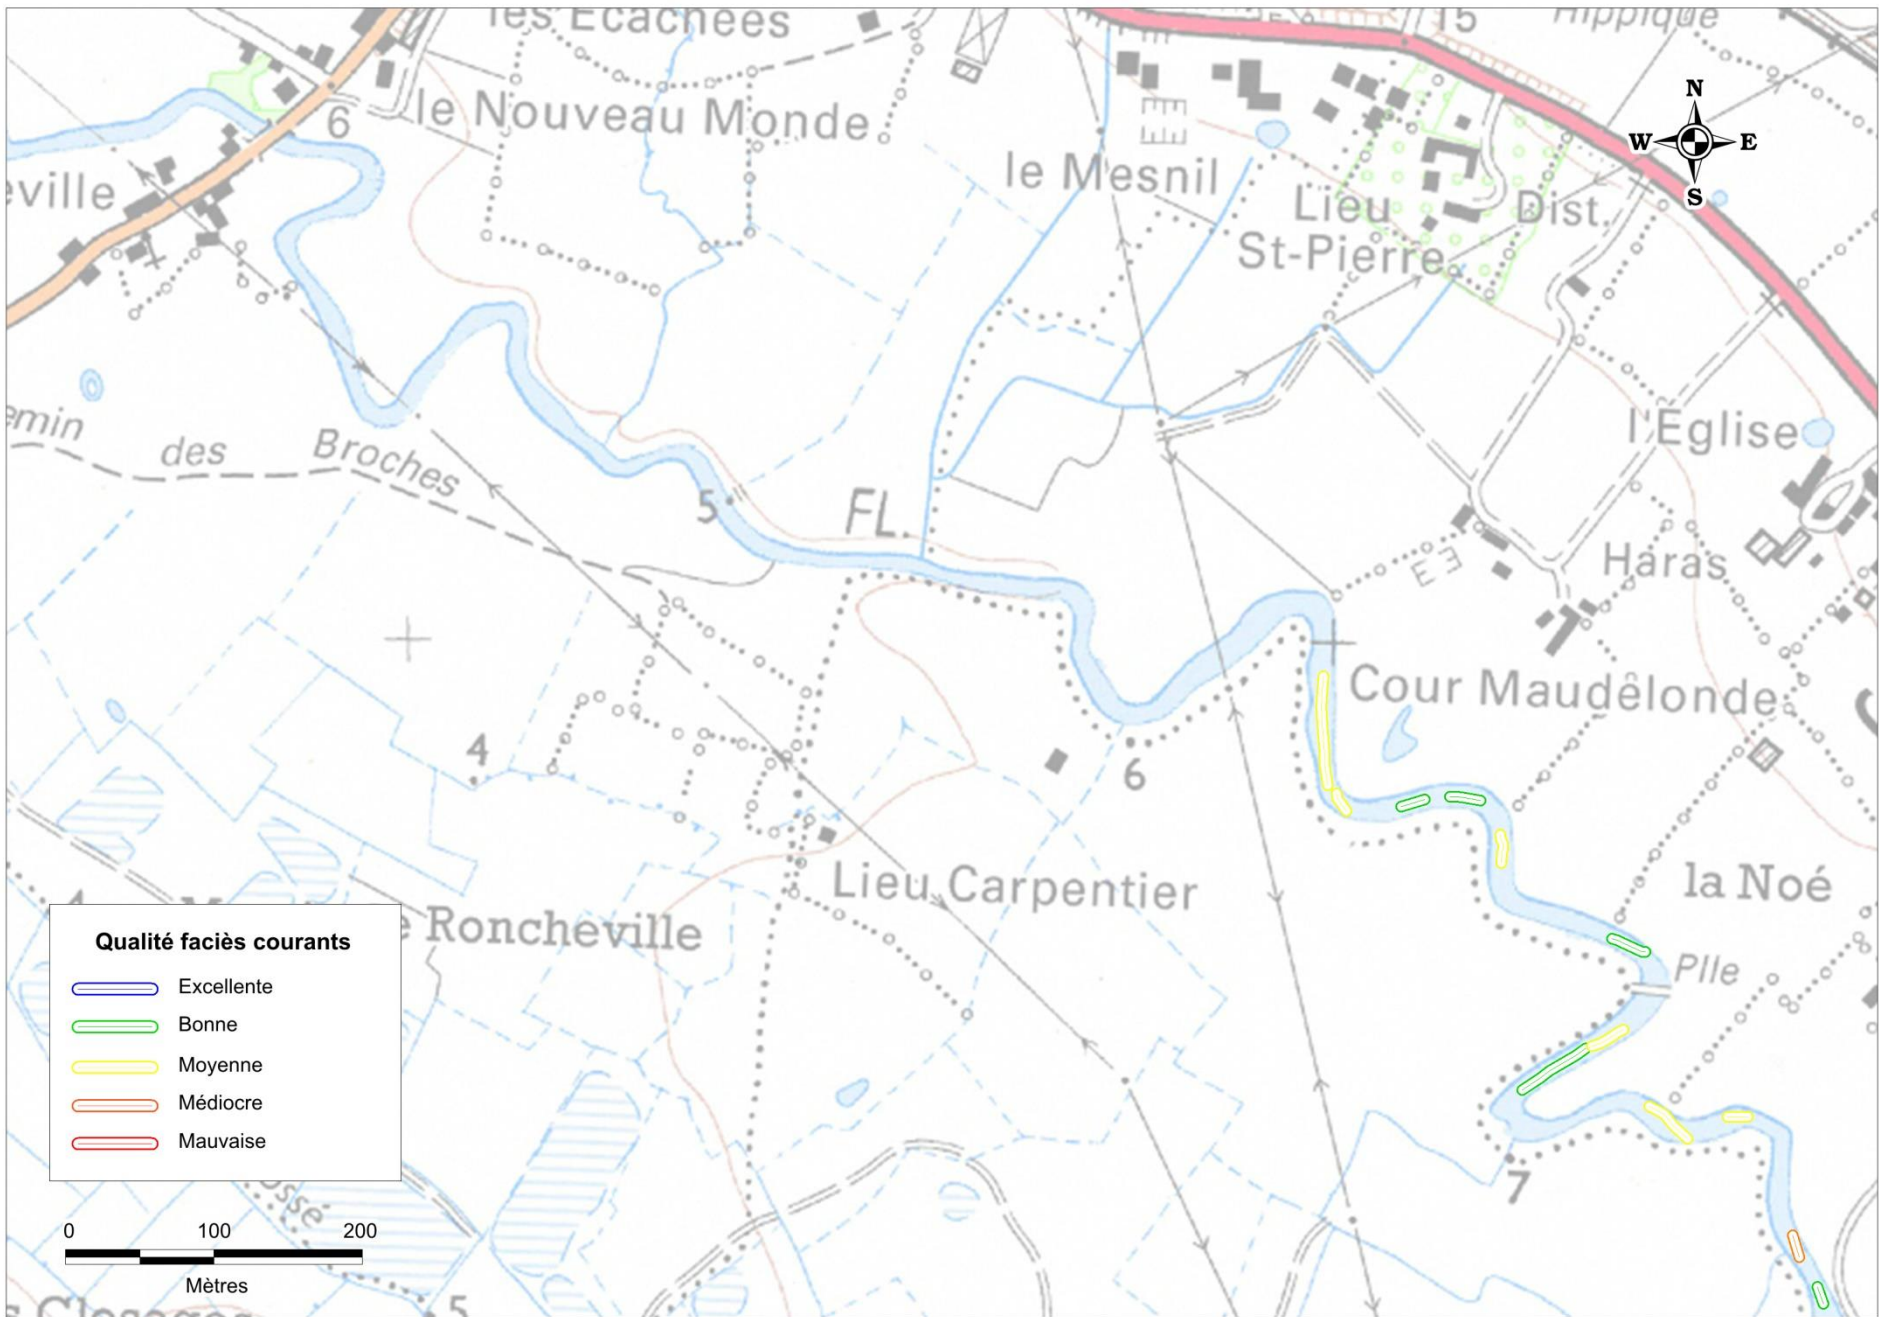 les Ecachées
15
Hippique
6
le Nouveau Monde
N
W E
S
le Mesnil
eville
Lieu
St-Pierre
Dist.
emin des Broches
l'Eglise
5
FL
Haras
Cour Maudelonde
4
6
Lieu Carpentier
la Noé
Roncheville
Plle
Qualité faciès courants
Excellente
Bonne
Moyenne
Médiocre
Mauvaise
7
osse
0 100 200
Mètres
5